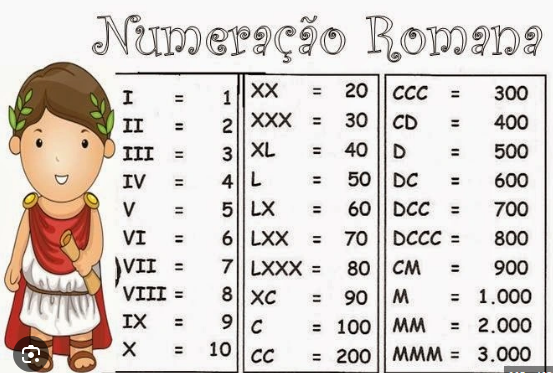 Numeração Romana
I = 1
II = 2
III = 3
IV = 4
V = 5
VI = 6
VII = 7
VIII = 8
IX = 9
X = 10
XX = 20
XXX = 30
XL = 40
L = 50
LX = 60
LXX = 70
LXXX = 80
XC = 90
C = 100
CC = 200
CCC = 300
CD = 400
D = 500
DC = 600
DCC = 700
DCCC = 800
CM = 900
M = 1.000
MM = 2.000
MMM = 3.000